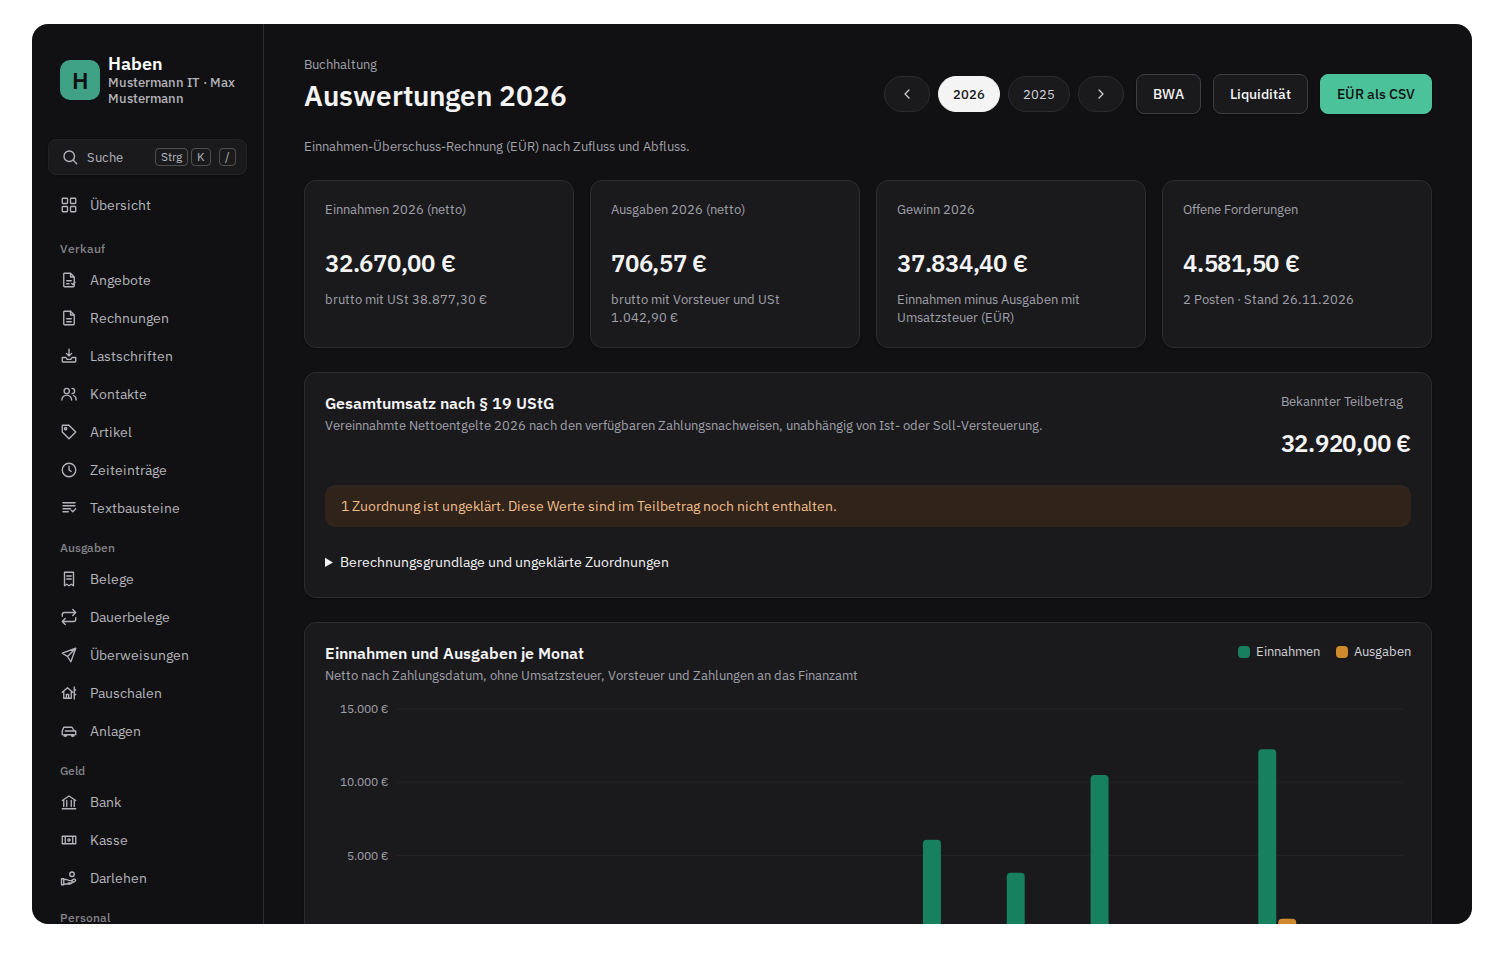 H
Haben
Mustermann IT · Max
Mustermann
Suche
Strg K /
Übersicht
Verkauf
Angebote
Rechnungen
Lastschriften
Kontakte
Artikel
Zeiteinträge
Textbausteine
Ausgaben
Belege
Dauerbelege
Überweisungen
Pauschalen
Anlagen
Geld
Bank
Kasse
Darlehen
Personal
Buchhaltung
Auswertungen 2026
2026
2025
BWA
Liquidität
EÜR als CSV
Einnahmen-Überschuss-Rechnung (EÜR) nach Zufluss und Abfluss.
Einnahmen 2026 (netto)
32.670,00 €
brutto mit USt 38.877,30 €
Ausgaben 2026 (netto)
706,57 €
brutto mit Vorsteuer und USt
1.042,90 €
Gewinn 2026
37.834,40 €
Einnahmen minus Ausgaben mit
Umsatzsteuer (EÜR)
Offene Forderungen
4.581,50 €
2 Posten · Stand 26.11.2026
Gesamtumsatz nach § 19 UStG
Vereinnahmte Nettoentgelte 2026 nach den verfügbaren Zahlungsnachweisen, unabhängig von Ist- oder Soll-Versteuerung.
Bekannter Teilbetrag
32.920,00 €
1 Zuordnung ist ungeklärt. Diese Werte sind im Teilbetrag noch nicht enthalten.
Berechnungsgrundlage und ungeklärte Zuordnungen
Einnahmen und Ausgaben je Monat
Netto nach Zahlungsdatum, ohne Umsatzsteuer, Vorsteuer und Zahlungen an das Finanzamt
Einnahmen
Ausgaben
15.000 €
10.000 €
5.000 €